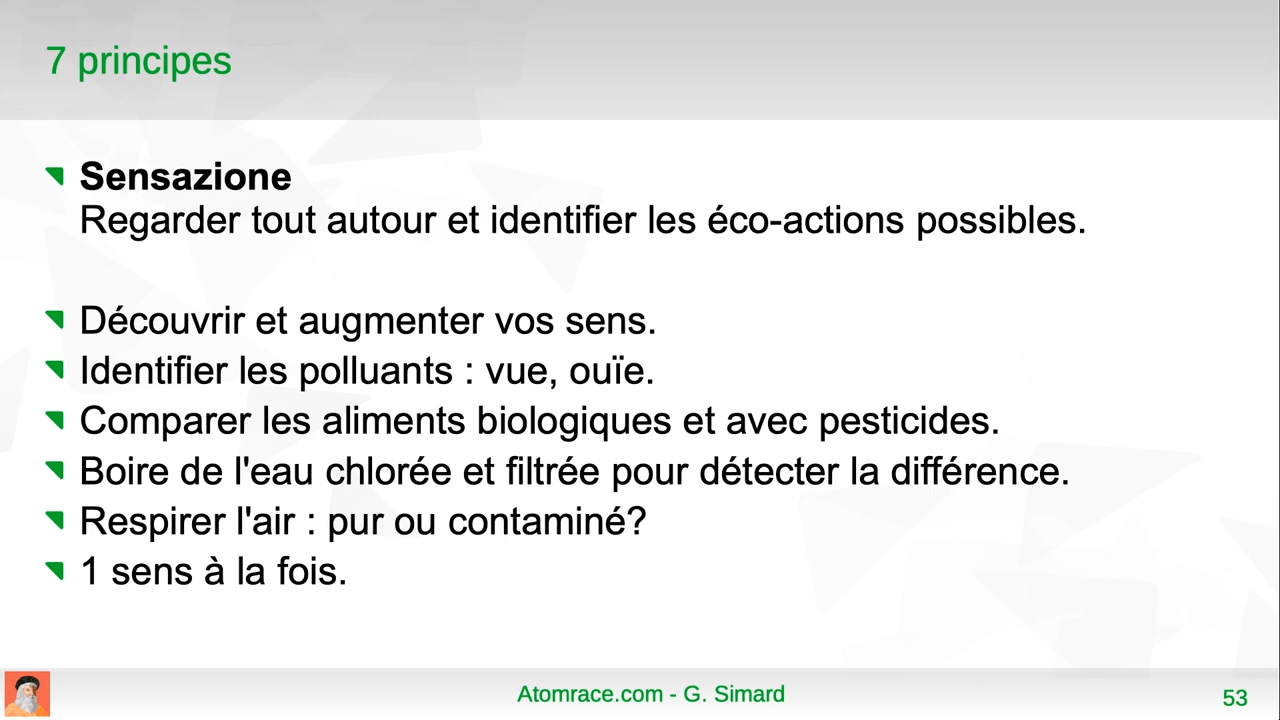 7 principes
Sensazione
Regarder tout autour et identifier les éco-actions possibles.
Découvrir et augmenter vos sens.
Identifier les polluants : vue, ouïe.
Comparer les aliments biologiques et avec pesticides.
Boire de l'eau chlorée et filtrée pour détecter la différence.
Respirer l'air : pur ou contaminé?
1 sens à la fois.
Atomrace.com - G. Simard
53